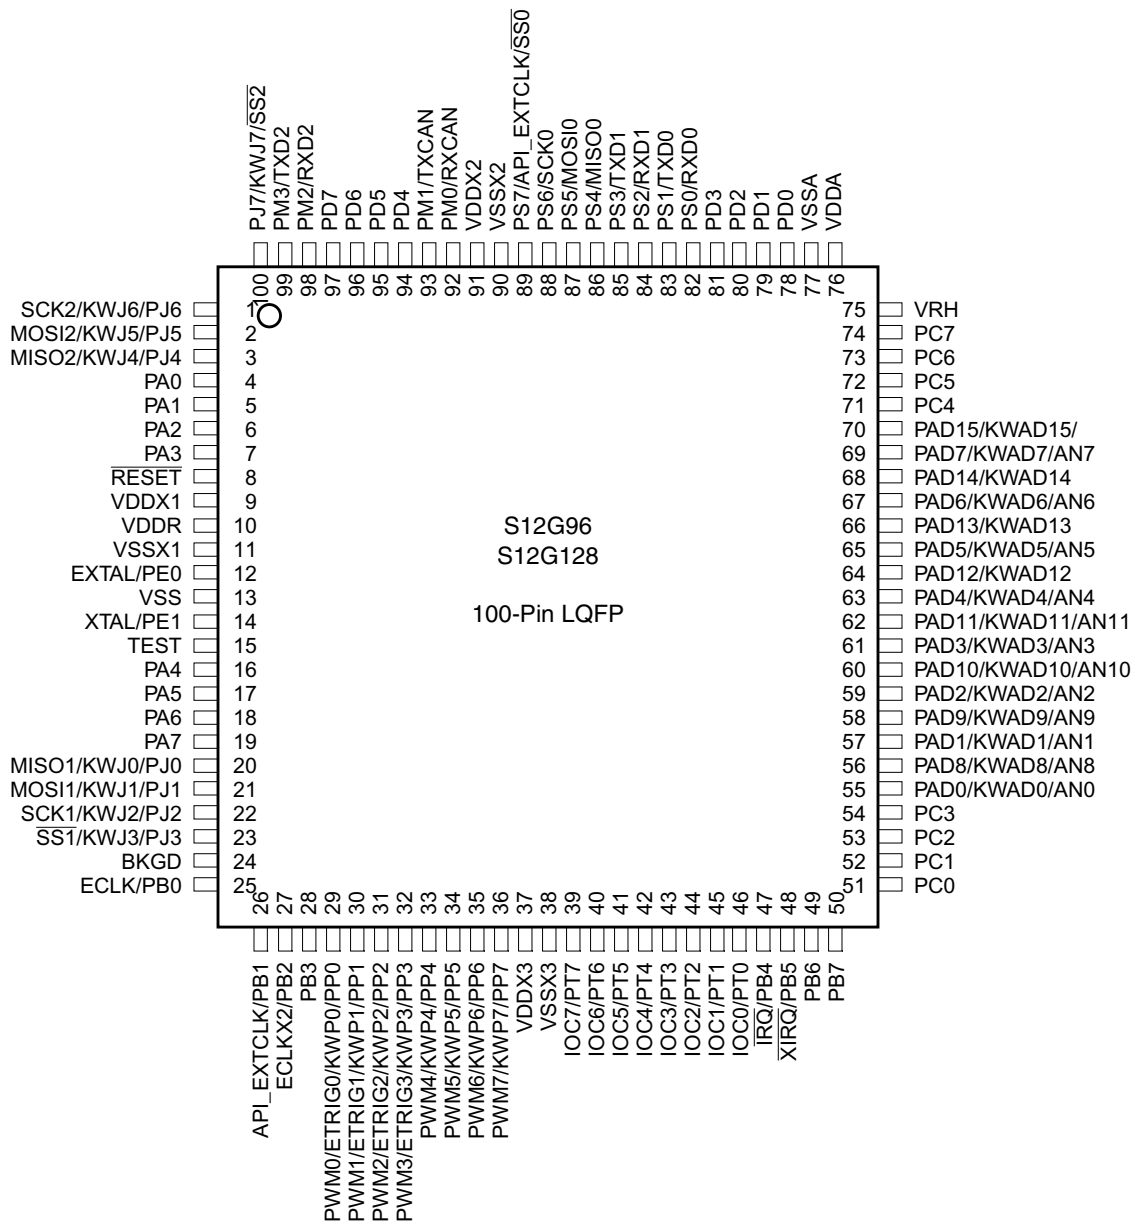 PJ7/KWJ7/SS2
PM3/TXD2
PM2/RXD2
PD7
PD6
PD5
PD4
PM1/TXCAN
PM0/RXCAN
VDDX2
VSSX2
PS7/API_EXTCLK/SS0
PS6/SCK0
PS5/MOSI0
PS4/MISO0
PS3/TXD1
PS2/RXD1
PS1/TXD0
PS0/RXD0
PD3
PD2
PD1
PD0
VSSA
VDDA
100
99
98
97
96
95
94
93
92
91
90
89
88
87
86
85
84
83
82
81
80
79
78
77
76
SCK2/KWJ6/PJ6 1
MOSI2/KWJ5/PJ5 2
MISO2/KWJ4/PJ4 3
PA0 4
PA1 5
PA2 6
PA3 7
RESET 8
VDDX1 9
VDDR 10
VSSX1 11
EXTAL/PE0 12
VSS 13
XTAL/PE1 14
TEST 15
PA4 16
PA5 17
PA6 18
PA7 19
MISO1/KWJ0/PJ0 20
MOSI1/KWJ1/PJ1 21
SCK1/KWJ2/PJ2 22
SS1/KWJ3/PJ3 23
BKGD 24
ECLK/PB0 25
S12G96
S12G128
100-Pin LQFP
75 VRH
74 PC7
73 PC6
72 PC5
71 PC4
70 PAD15/KWAD15/
69 PAD7/KWAD7/AN7
68 PAD14/KWAD14
67 PAD6/KWAD6/AN6
66 PAD13/KWAD13
65 PAD5/KWAD5/AN5
64 PAD12/KWAD12
63 PAD4/KWAD4/AN4
62 PAD11/KWAD11/AN11
61 PAD3/KWAD3/AN3
60 PAD10/KWAD10/AN10
59 PAD2/KWAD2/AN2
58 PAD9/KWAD9/AN9
57 PAD1/KWAD1/AN1
56 PAD8/KWAD8/AN8
55 PAD0/KWAD0/AN0
54 PC3
53 PC2
52 PC1
51 PC0
26
27
28
29
30
31
32
33
34
35
36
37
38
39
40
41
42
43
44
45
46
47
48
49
50
API_EXTCLK/PB1
ECLKX2/PB2
PB3
PWM0/ETRIG0/KWP0/PP0
PWM1/ETRIG1/KWP1/PP1
PWM2/ETRIG2/KWP2/PP2
PWM3/ETRIG3/KWP3/PP3
PWM4/KWP4/PP4
PWM5/KWP5/PP5
PWM6/KWP6/PP6
PWM7/KWP7/PP7
VDDX3
VSSX3
IOC7/PT7
IOC6/PT6
IOC5/PT5
IOC4/PT4
IOC3/PT3
IOC2/PT2
IOC1/PT1
IOC0/PT0
IRQ/PB4
XIRQ/PB5
PB6
PB7